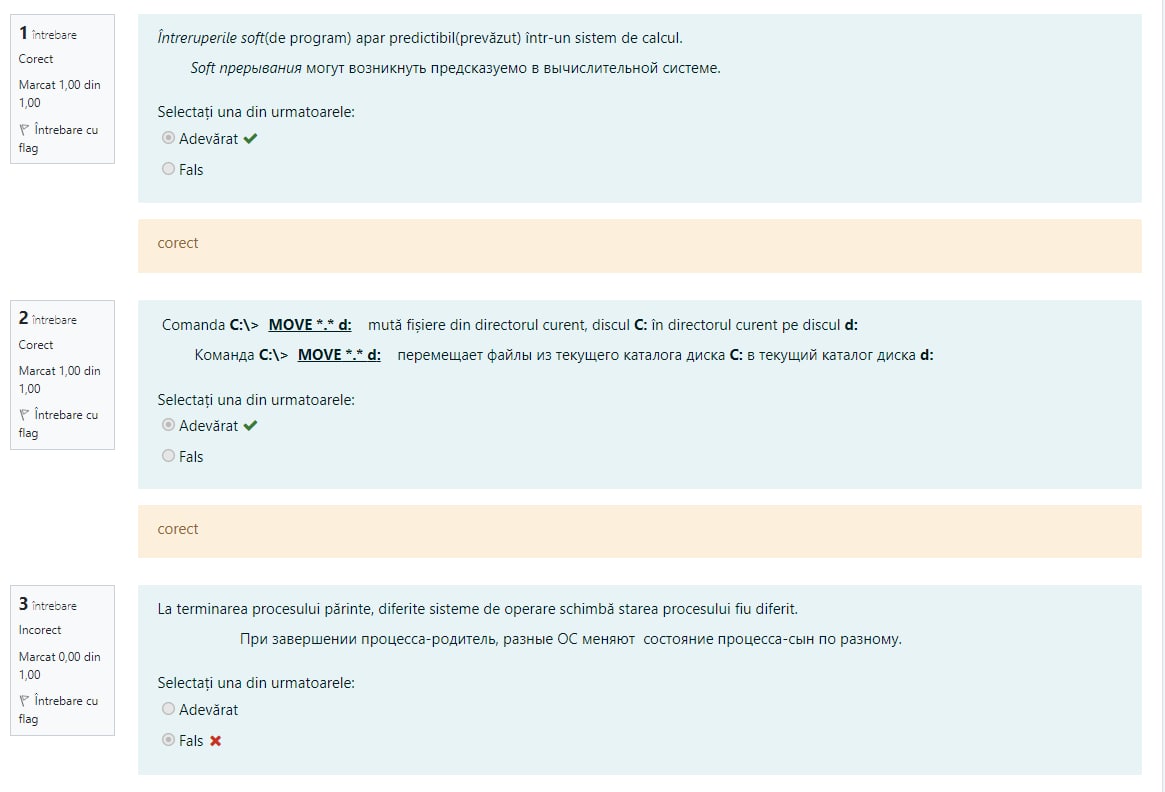 1 întrebare
Corect
Marcat 1,00 din
1,00
Întrebare cu
flag
Întreruperile soft(de program) apar predictibil(prevăzut) într-un sistem de calcul.
Soft прерывания могут возникнуть предсказуемо в вычислительной системе.
Selectați una din urmatoarele:
Adevărat
Fals
corect
2 întrebare
Corect
Marcat 1,00 din
1,00
Întrebare cu
flag
Comanda C:\> MOVE *.* d: mută fișiere din directorul curent, discul C: în directorul curent pe discul d:
Команда C:\> MOVE *.* d: перемещает файлы из текущего каталога диска C: в текущий каталог диска d:
Selectați una din urmatoarele:
Adevărat
Fals
corect
3 întrebare
Incorect
Marcat 0,00 din
1,00
Întrebare cu
flag
La terminarea procesului părinte, diferite sisteme de operare schimbă starea procesului fiu diferit.
При завершении процесса-родитель, разные ОС меняют состояние процесса-сын по разному.
Selectați una din urmatoarele:
Adevărat
Fals